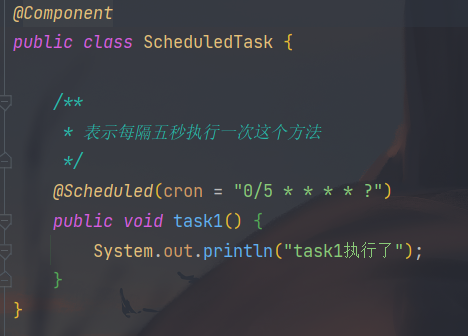 @Component
public class ScheduledTask {
/**
* 表示每隔五秒执行一次这个方法
*/
@Scheduled(cron = "0/5 * * * * ?")
public void task1() {
System.out.println("task1执行了");
}
}